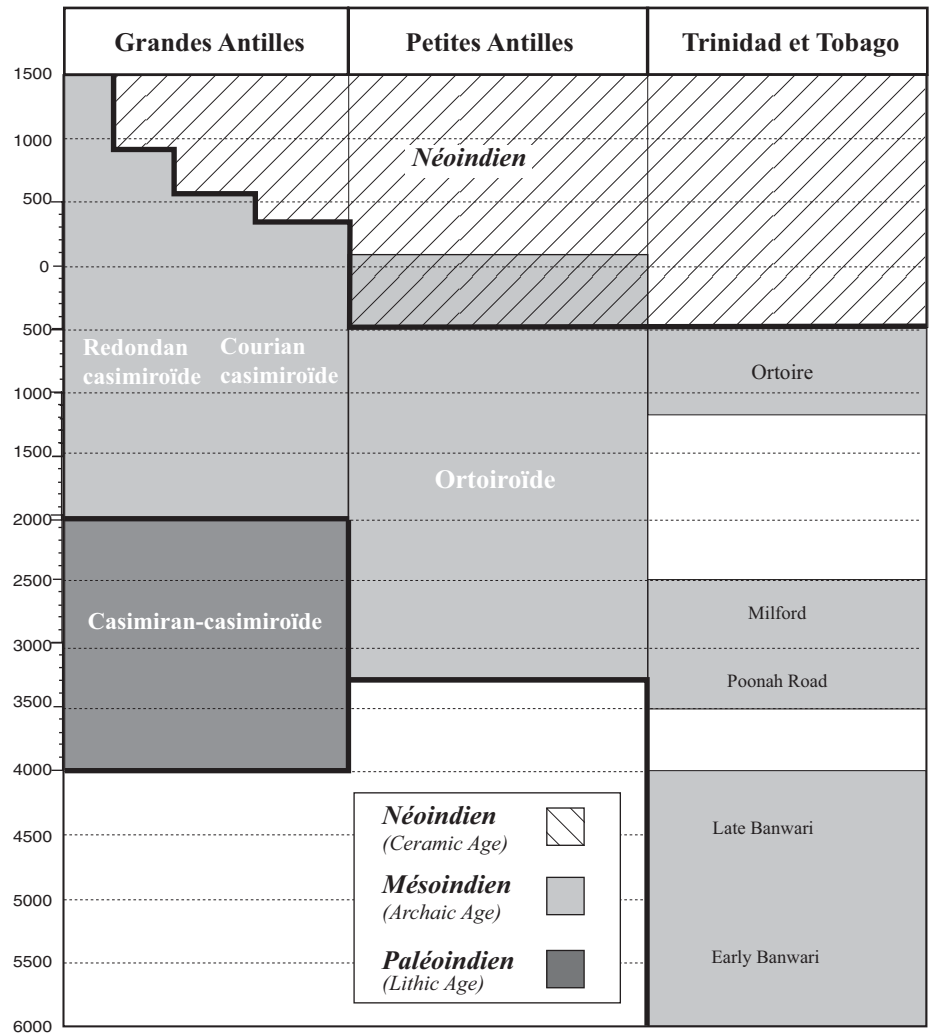 Grandes Antilles Petites Antilles Trinidad et Tobago
1500
1000
Néoindien
500
0
500
Redondan Courian
casimiroïde casimiroïde
Ortoire
1000
1500
Ortoiroïde
2000
2500
Casimiran-casimiroïde
Milford
3000
Poonah Road
3500
4000
Néoindien
(Ceramic Age)
Late Banwari
4500
Mésoindien
(Archaic Age)
5000
Paléoindien
(Lithic Age)
Early Banwari
5500
6000